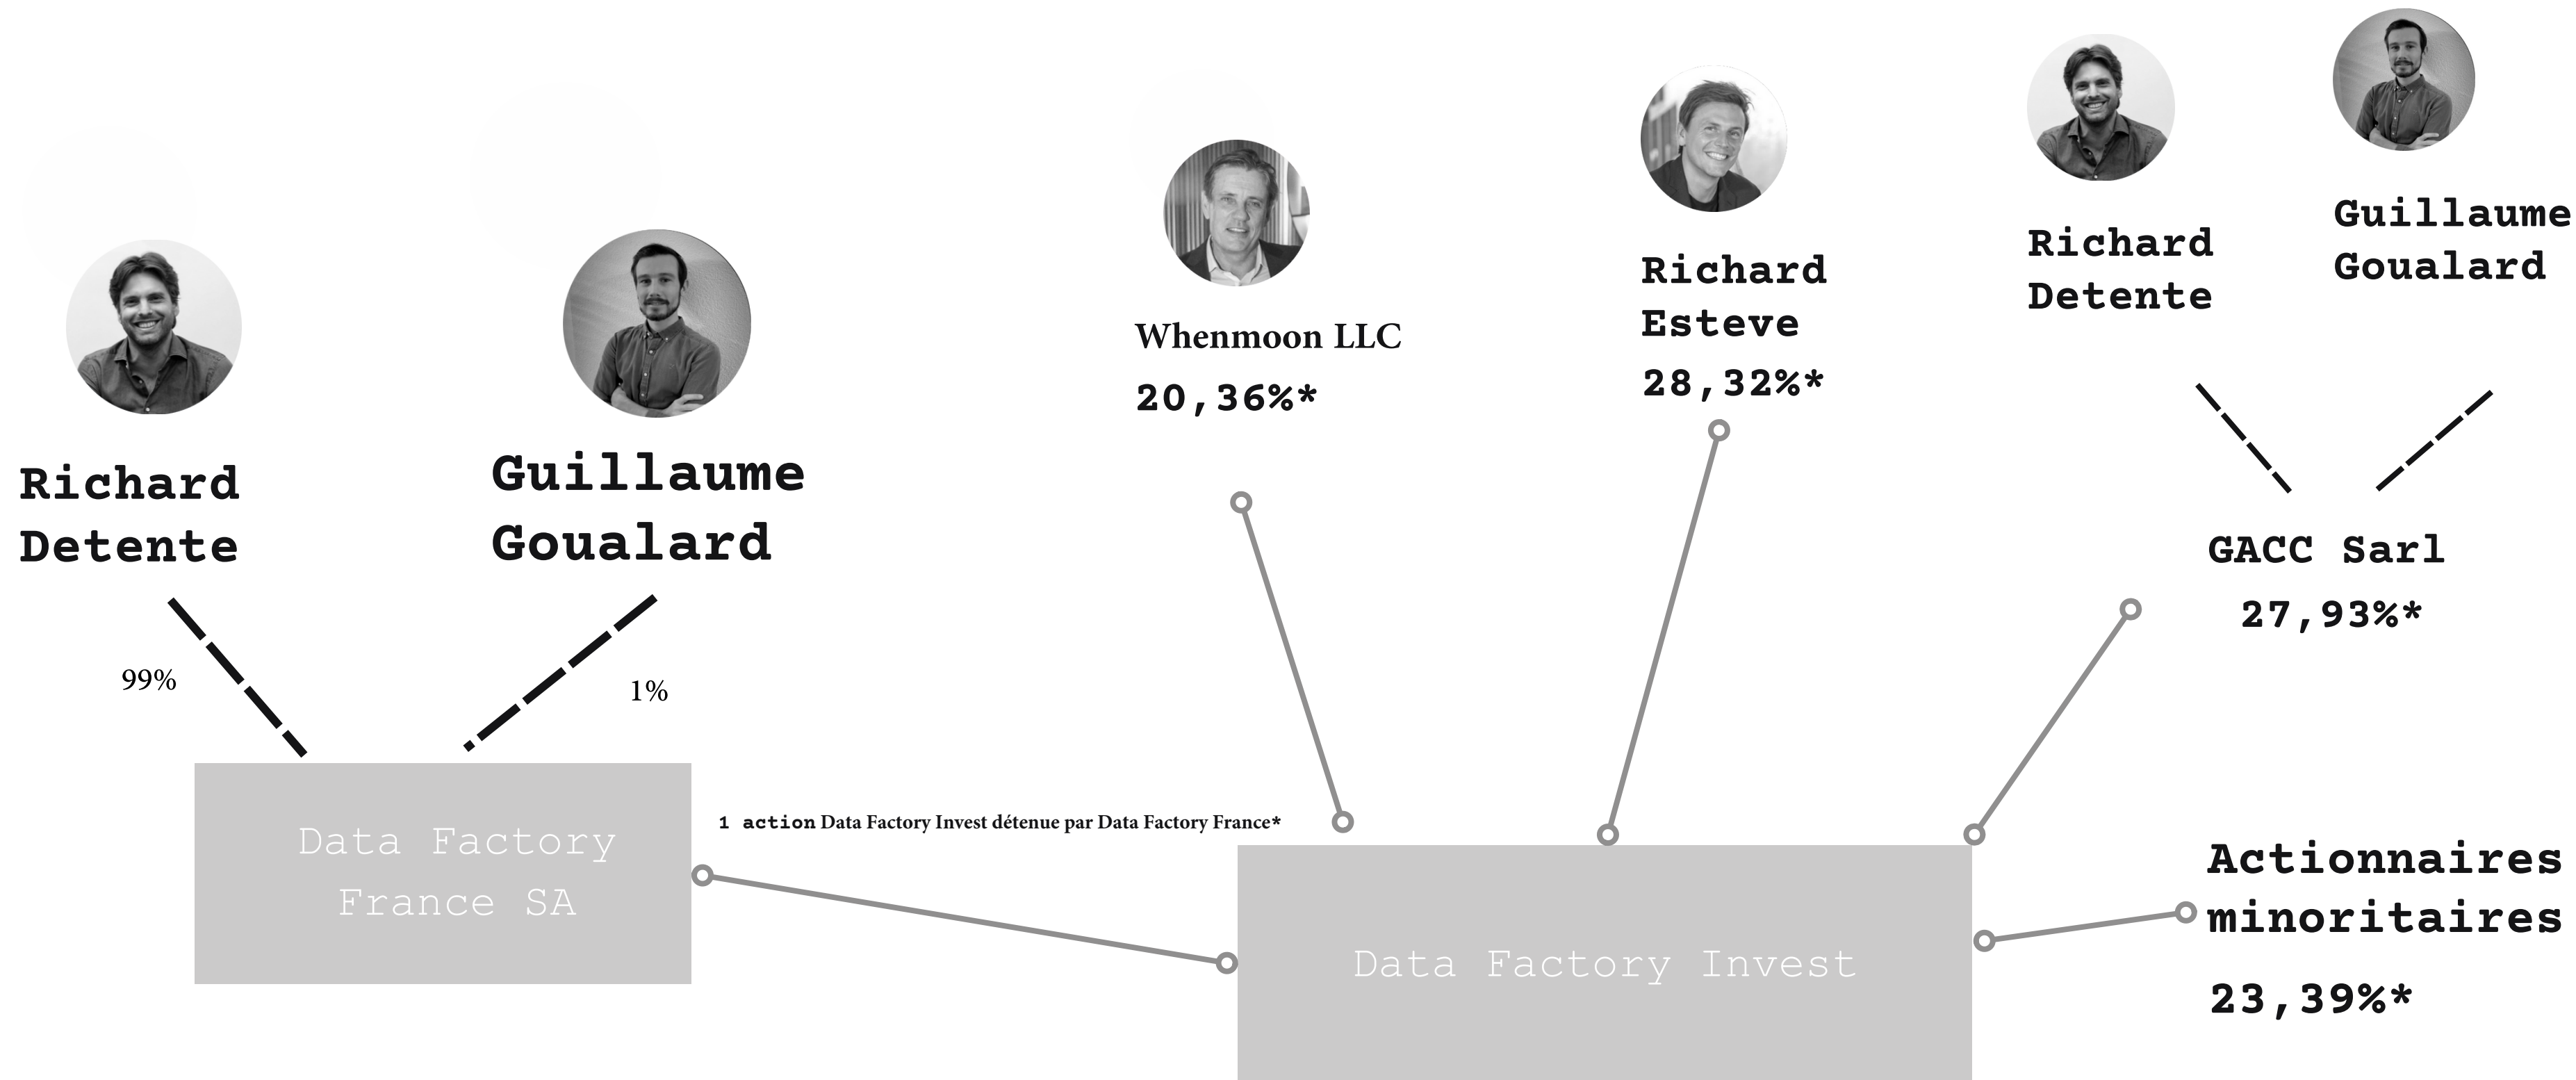 Richard
Detente
Guillaume
Goualard
99%
1%
Data Factory
France SA
1 action Data Factory Invest détenue par Data Factory France*
Whenmoon LLC
20,36%*
Richard
Esteve
28,32%*
Richard
Detente
Guillaume
Goualard
GACC Sarl
27,93%*
Data Factory Invest
Actionnaires
minoritaires
23,39%*